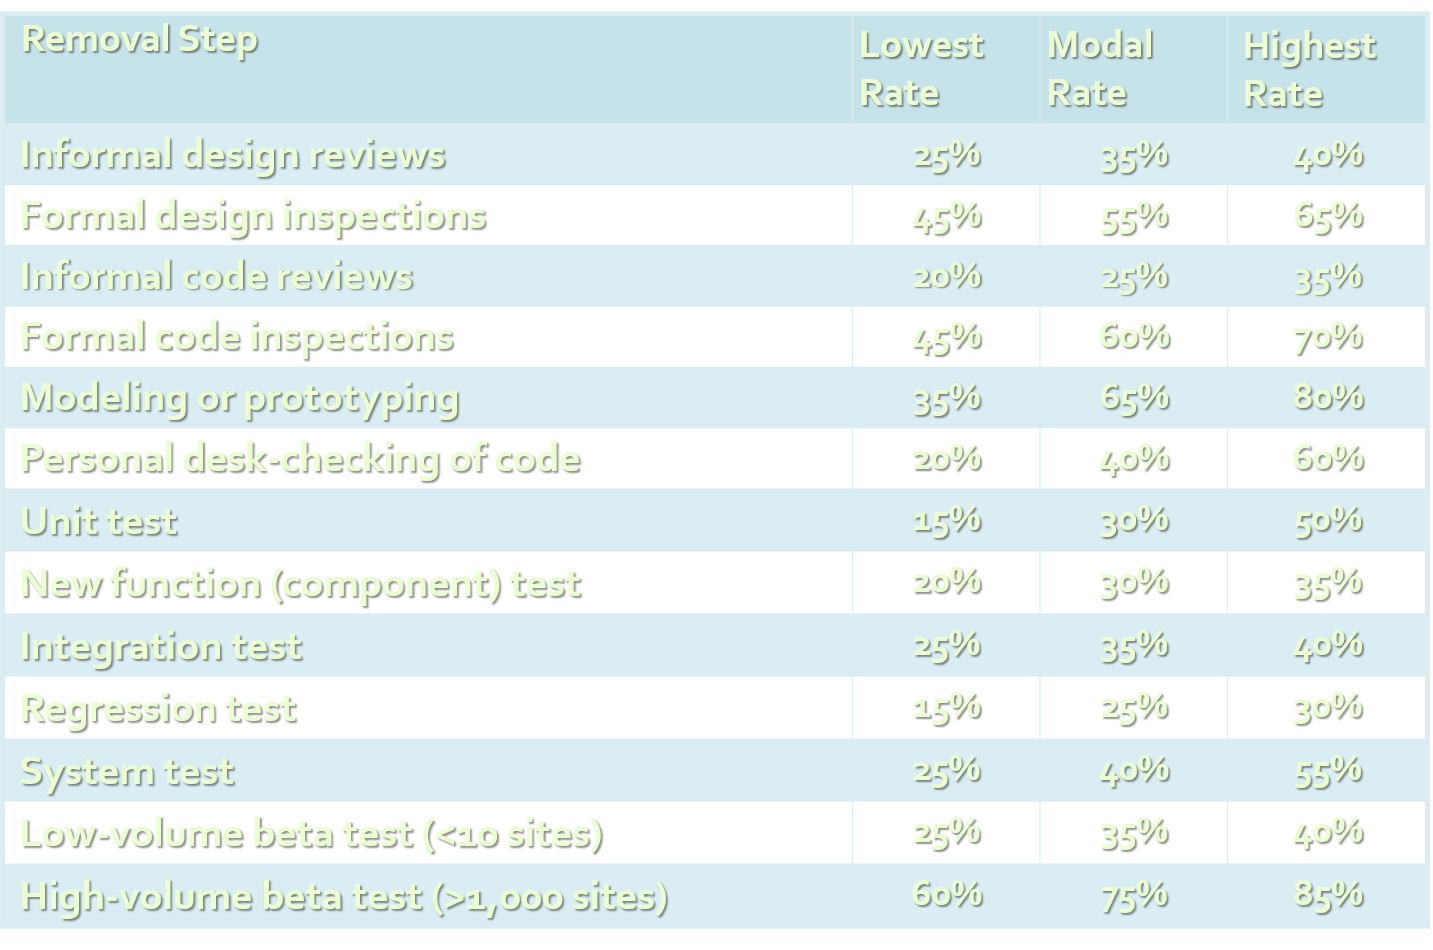 Removal Step Lowest Rate Modal Rate Highest Rate
Informal design reviews 25% 35% 40%
Formal design inspections 45% 55% 65%
Informal code reviews 20% 25% 35%
Formal code inspections 45% 60% 70%
Modeling or prototyping 35% 65% 80%
Personal desk-checking of code 20% 40% 60%
Unit test 15% 30% 50%
New function (component) test 20% 30% 35%
Integration test 25% 35% 40%
Regression test 15% 25% 30%
System test 25% 40% 55%
Low-volume beta test (<10 sites) 25% 35% 40%
High-volume beta test (>1,000 sites) 60% 75% 85%